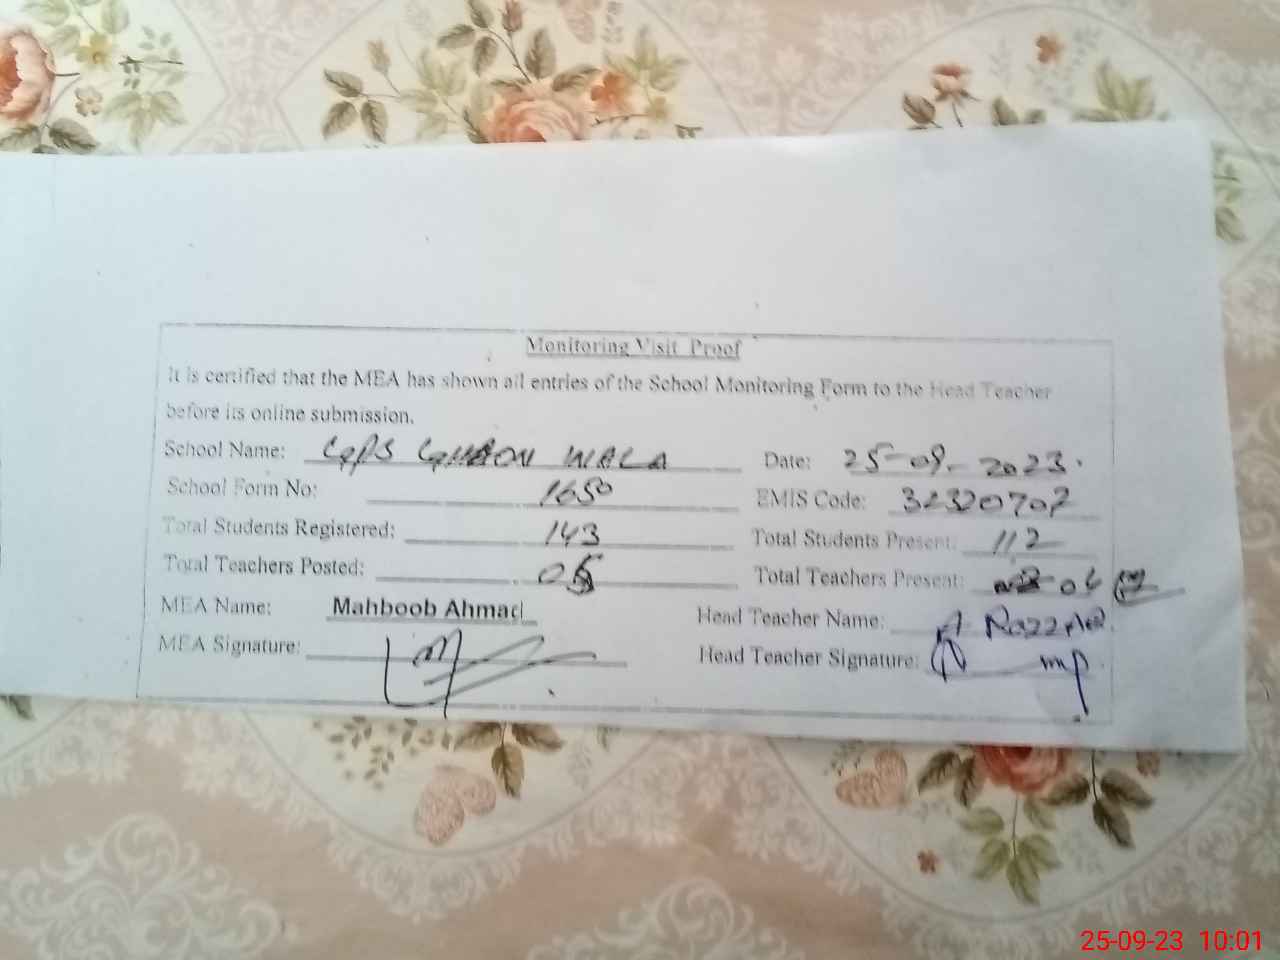 Monitoring Visit Proof
It is certified that the MEA has shown all entries of the School Monitoring Form to the Head Teacher
before its online submission.
School Name: GPS WALA Date: 25-09-2023.
School Form No: 1650 EMIS Code: 32320707
Total Students Registered: 143 Total Students Present: 112
Total Teachers Posted: Total Teachers Present: 06
MEA Name: Mahboob Ahmad Head Teacher Name: A
MEA Signature: Head Teacher Signature:
25-09-23 10:01